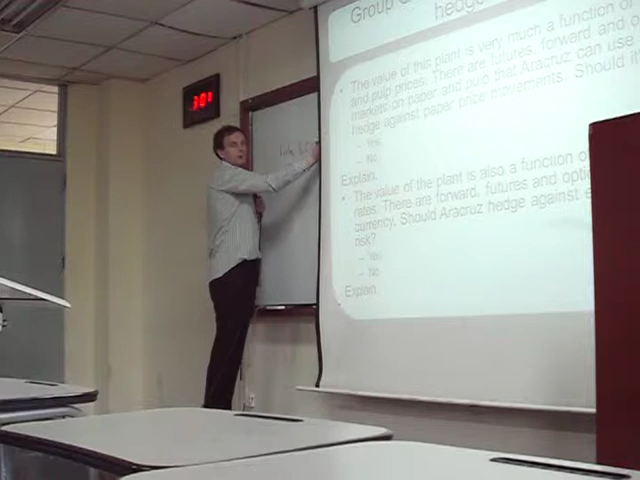 3:01
Group
hedge
• The value of this plant is very much a function of
and pulp prices. There are futures, forward and
markets on paper and pulp that Aracruz can use
hedge against paper price movements. Should it
– Yes
– No
Explain.
• The value of the plant is also a function of
rates. There are forward, futures and
currency. Should Aracruz hedge against
risk?
– Yes
– No
Explain.